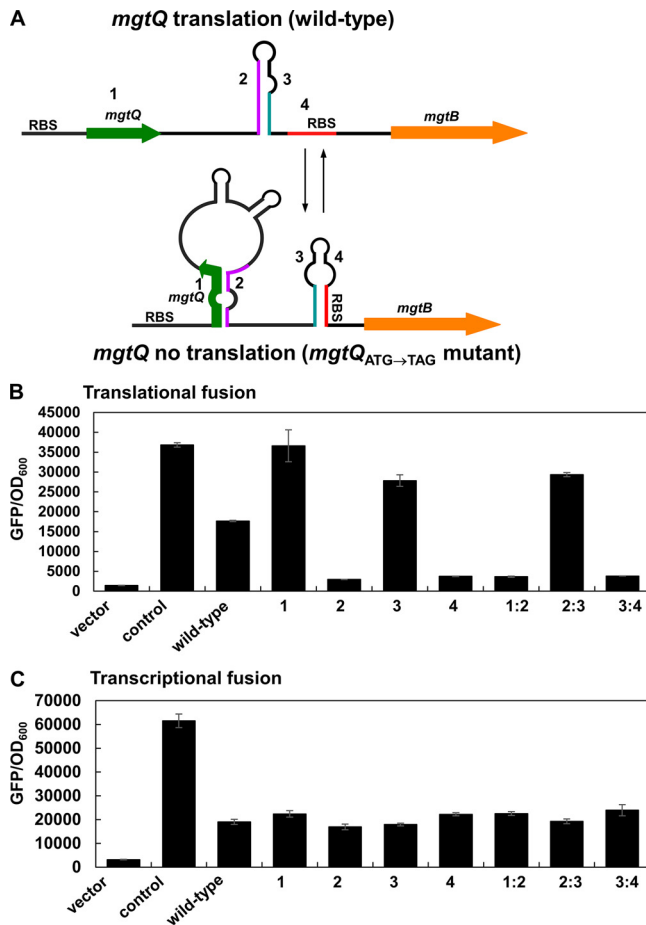 A
mgtQ translation (wild-type)
2
3
1
4
RBS
mgtQ
RBS
mgtB
3
4
1
2
mgtQ
RBS
RBS
mgtB
mgtQ no translation (mgtQATG→TAG mutant)
B
Translational fusion
GFP/OD600
45000
40000
35000
30000
25000
20000
15000
10000
5000
0
vector control wild-type 1 2 3 4 1:2 2:3 3:4
C
Transcriptional fusion
GFP/OD600
70000
60000
50000
40000
30000
20000
10000
0
vector control wild-type 1 2 3 4 1:2 2:3 3:4